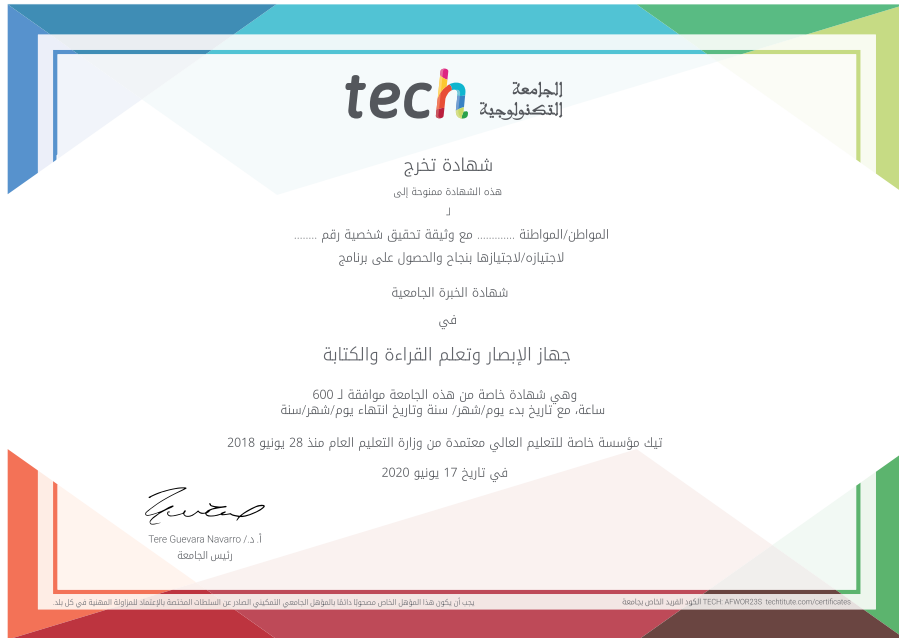 tech
الجامعة
التكنولوجية
شهادة تخرج
هذه الشهادة ممنوحة إلى
لـ
المواطن/المواطنة ............. مع وثيقة تحقيق شخصية رقم ........
لاجتيازه/لاجتيازها بنجاح والحصول على برنامج
شهادة الخبرة الجامعية
في
جهاز الإبصار وتعلم القراءة والكتابة
وهي شهادة خاصة من هذه الجامعة موافقة لـ 600
ساعة، مع تاريخ بدء يوم/شهر/ سنة وتاريخ انتهاء يوم/شهر/سنة
تيك مؤسسة خاصة للتعليم العالي معتمدة من وزارة التعليم العام منذ 28 يونيو 2018
في تاريخ 17 يونيو 2020
أ. د./ Tere Guevara Navarro
رئيس الجامعة
يجب أن يكون هذا المؤهل الخاص مصحوبًا دائمًا بالمؤهل الجامعي التمكيني الصادر عن السلطات المختصة بالإعتماد للمزاولة المهنية في كل بلد.
الكود الفريد الخاص بجامعة TECH: AFWOR23S techtitute.com/certificates